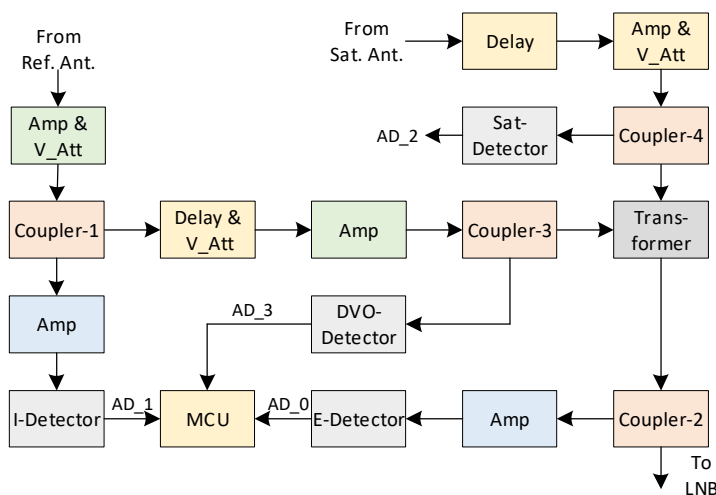 From
Ref. Ant.
From
Sat. Ant.
Delay
Amp &
V_Att
Amp &
V_Att
AD_2
Sat-
Detector
Coupler-4
Coupler-1
Delay &
V_Att
Amp
Coupler-3
Trans-
former
Amp
AD_3
DVO-
Detector
I-Detector
AD_1
MCU
AD_0
E-Detector
Amp
Coupler-2
To
LNB